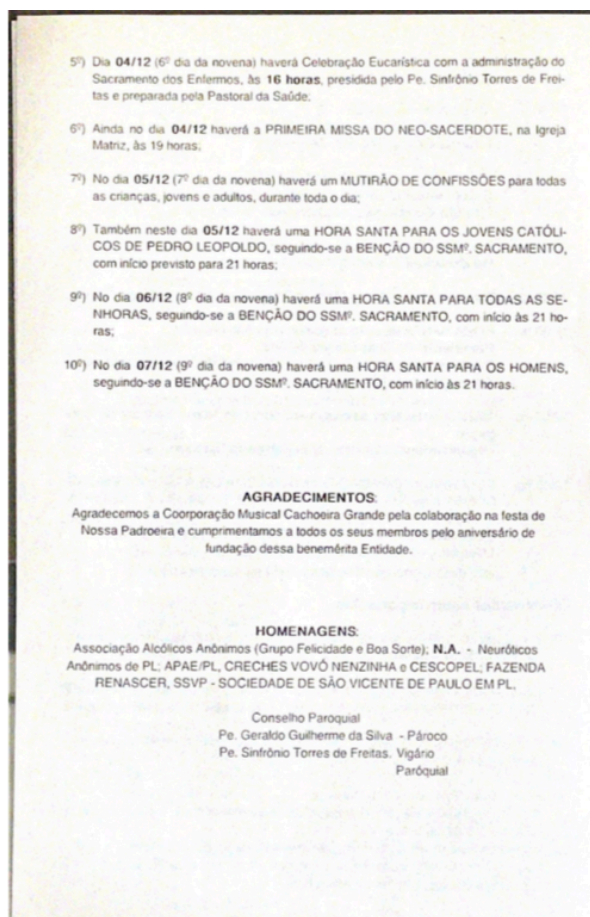 5º) Dia 04/12 (6º dia da novena) haverá Celebração Eucarística com a administração do
Sacramento dos Enfermos, às 16 horas, presidida pelo Pe. Sinfrônio Torres de Frei-
tas e preparada pela Pastoral da Saúde;
6º) Ainda no dia 04/12 haverá a PRIMEIRA MISSA DO NEO-SACERDOTE, na Igreja
Matriz, às 19 horas;
7º) No dia 05/12 (7º dia da novena) haverá um MUTIRÃO DE CONFISSÕES para todas
as crianças, jovens e adultos, durante toda o dia;
8º) Também neste dia 05/12 haverá uma HORA SANTA PARA OS JOVENS CATÓLI-
COS DE PEDRO LEOPOLDO, seguindo-se a BENÇÃO DO SSMº. SACRAMENTO,
com início previsto para 21 horas;
9º) No dia 06/12 (8º dia da novena) haverá uma HORA SANTA PARA TODAS AS SE-
NHORAS, seguindo-se a BENÇÃO DO SSMº. SACRAMENTO, com início às 21 ho-
ras;
10º) No dia 07/12 (9º dia da novena) haverá uma HORA SANTA PARA OS HOMENS,
seguindo-se a BENÇÃO DO SSMº. SACRAMENTO, com início às 21 horas.
AGRADECIMENTOS:
Agradecemos a Coorporação Musical Cachoeira Grande pela colaboração na festa de
Nossa Padroeira e cumprimentamos a todos os seus membros pelo aniversário de
fundação dessa benemérita Entidade.
HOMENAGENS:
Associação Alcólicos Anônimos (Grupo Felicidade e Boa Sorte); N.A. - Neuróticos
Anônimos de PL; APAE/PL, CRECHES VOVÓ NENZINHA e CESCOPEL; FAZENDA
RENASCER, SSVP - SOCIEDADE DE SÃO VICENTE DE PAULO EM PL.
Conselho Paroquial
Pe. Geraldo Guilherme da Silva - Pároco
Pe. Sinfrônio Torres de Freitas. Vigário
Paróquial